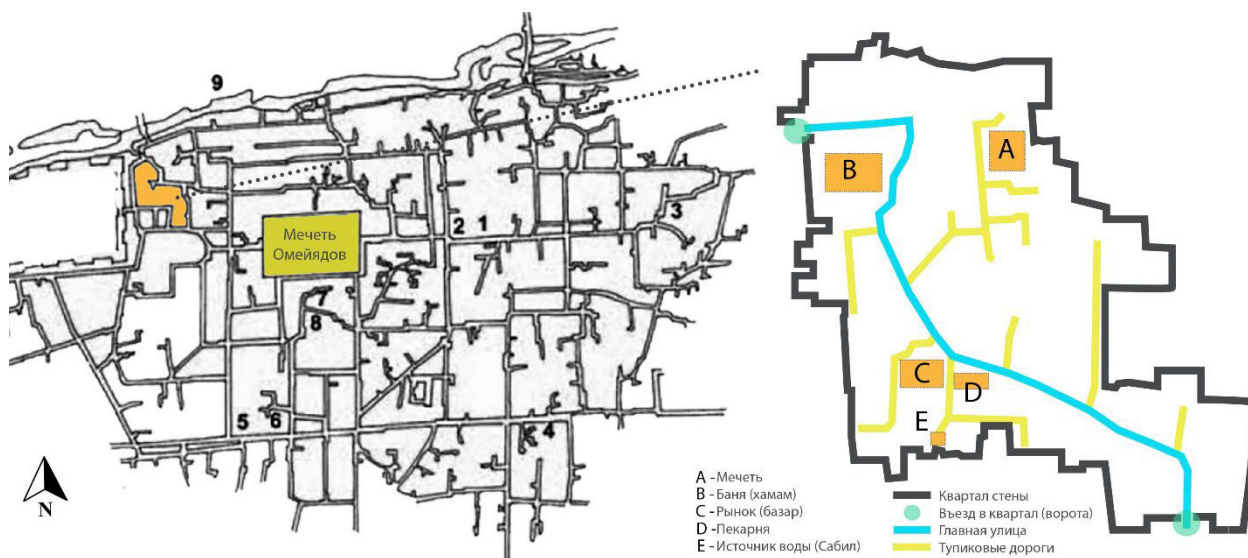 9
1
2
3
Мечеть
Омейядов
7
8
5
6
4
N
A
B
C
D
E
A - Мечеть
B - Баня (хамам)
C - Рынок (базар)
D - Пекарня
E - Источник воды (Сабил)
Квартал стены
Въезд в квартал (ворота)
Главная улица
Тупиковые дороги